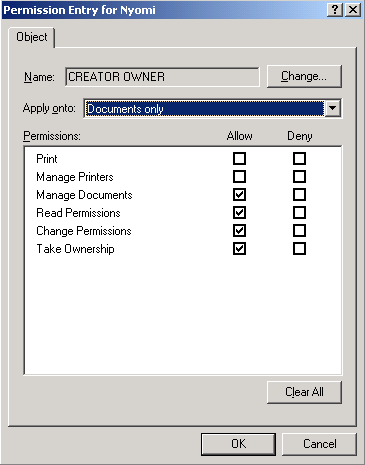 Permission Entry for Nyomi
Object
Name: CREATOR OWNER Change...
Apply onto: Documents only
Permissions: Allow Deny
Print
Manage Printers
Manage Documents
Read Permissions
Change Permissions
Take Ownership
Clear All
OK Cancel